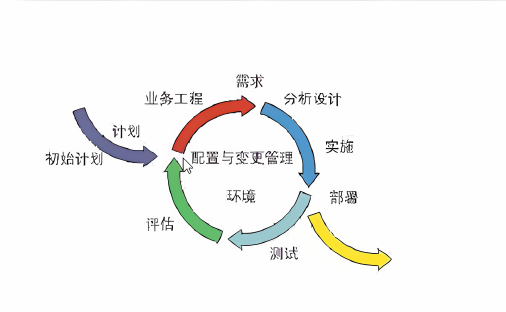 需求
业务工程
分析设计
计划
实施
初始计划
配置与变更管理
环境
部署
评估
测试